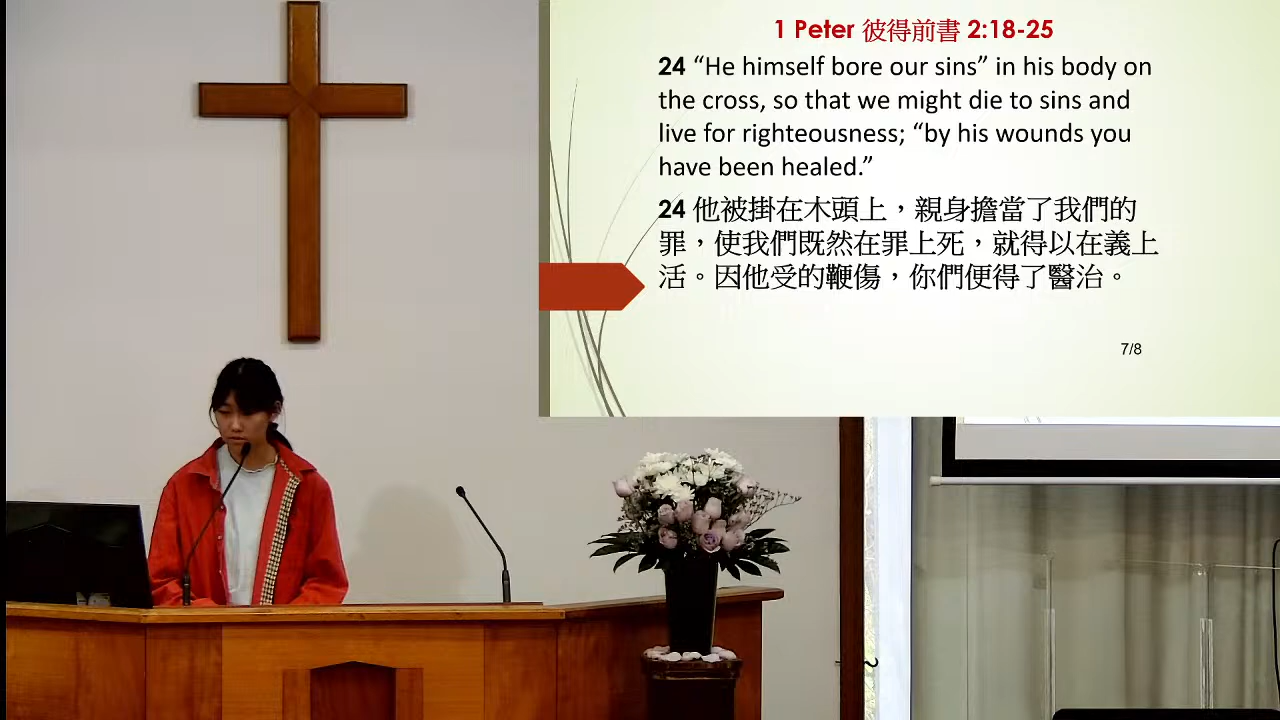 1 Peter 彼得前書 2:18-25
24 “He himself bore our sins” in his body on
the cross, so that we might die to sins and
live for righteousness; “by his wounds you
have been healed.”
24 他被掛在木頭上，親身擔當了我們的
罪，使我們既然在罪上死，就得以在義上
活。因他受的鞭傷，你們便得了醫治。
7/8